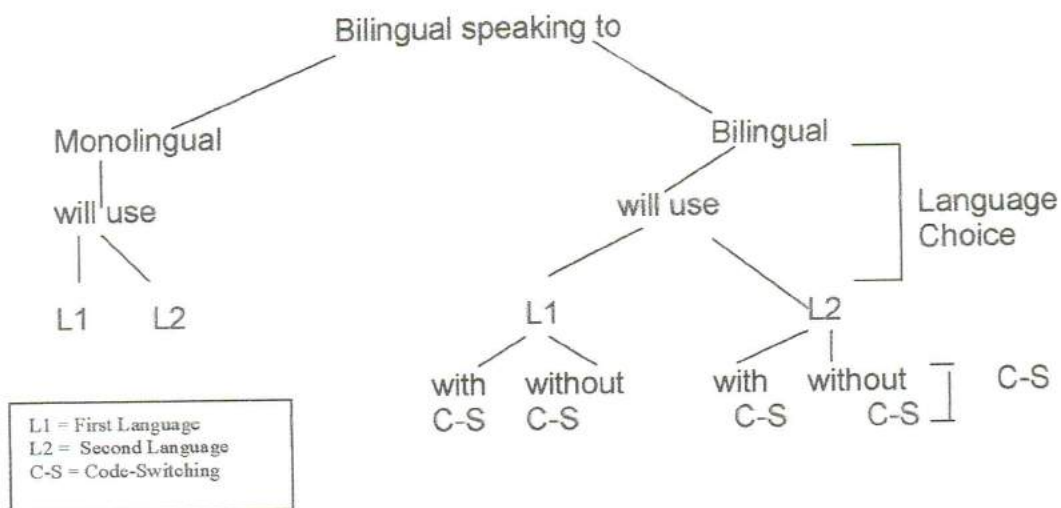 Bilingual speaking to
Monolingual
Bilingual
will use
will use
Language
Choice
L1 L2
L1
L2
with without
C-S C-S
with without
C-S C-S
C-S
L1 = First Language
L2 = Second Language
C-S = Code-Switching